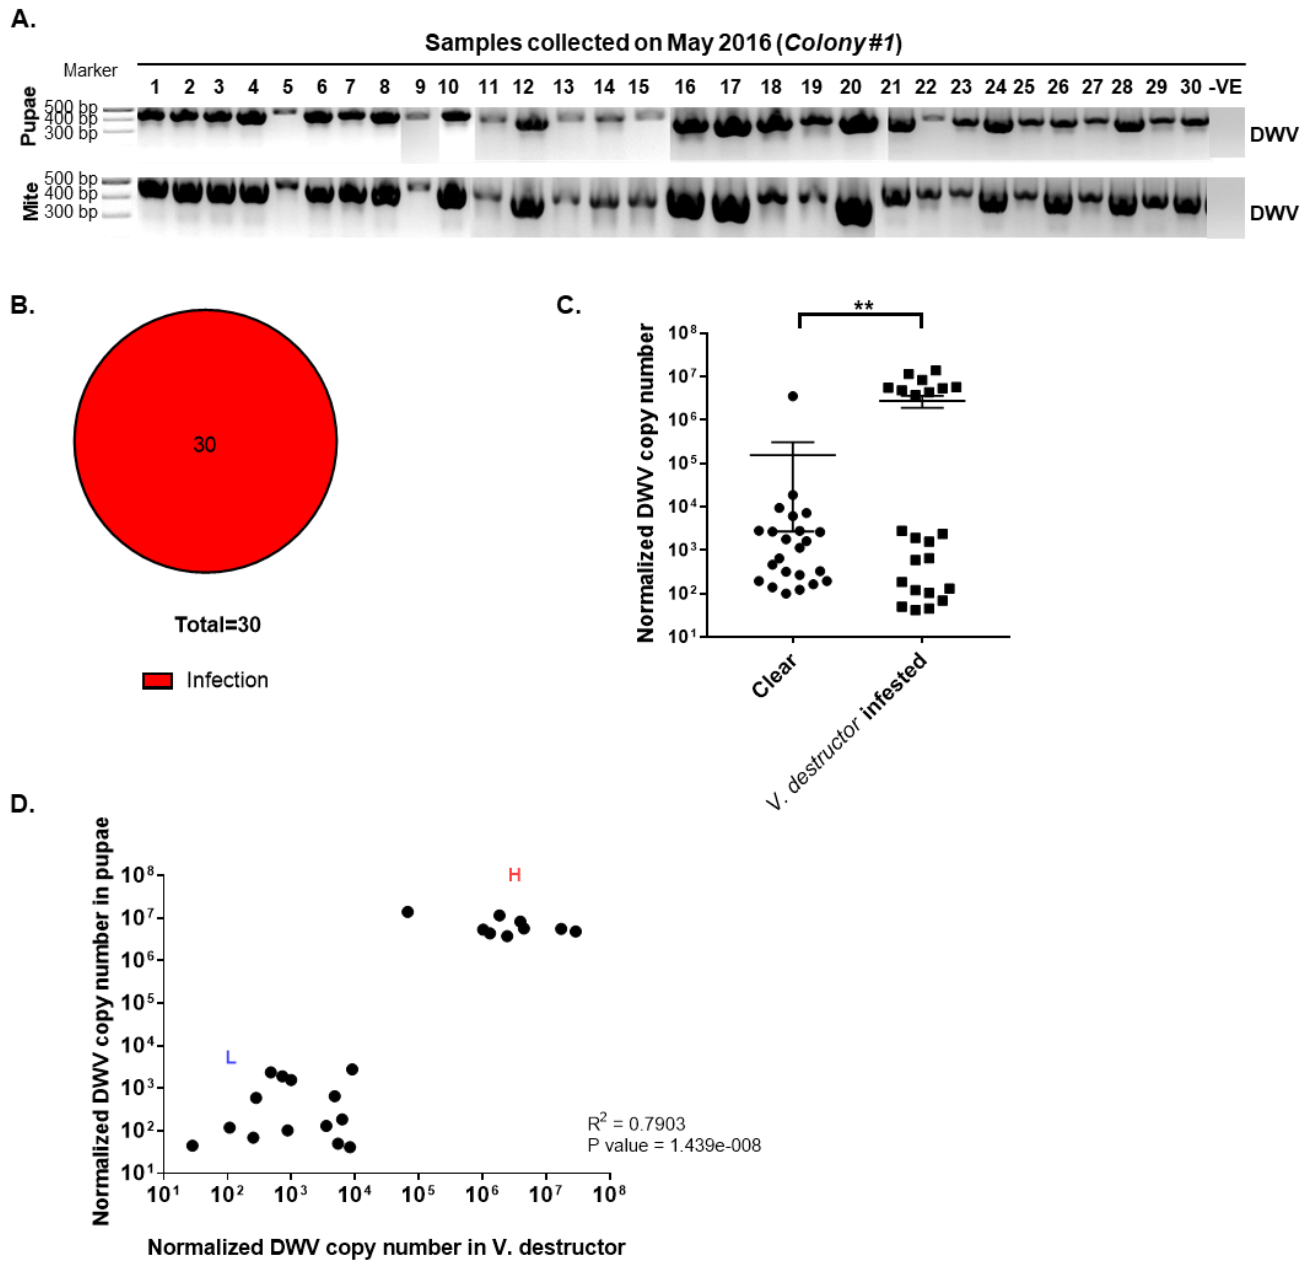 A.
Samples collected on May 2016 (Colony#1)
Marker
1 2 3 4 5 6 7 8 9 10 11 12 13 14 15 16 17 18 19 20 21 22 23 24 25 26 27 28 29 30 -VE
Pupae
500 bp
400 bp
300 bp
DWV
Mite
500 bp
400 bp
300 bp
DWV
B.
30
Total=30
Infection
C.
**
Normalized DWV copy number
10⁸
10⁷
10⁶
10⁵
10⁴
10³
10²
10¹
Clear
V. destructor infested
D.
Normalized DWV copy number in pupae
10⁸
10⁷
10⁶
10⁵
10⁴
10³
10²
10¹
H
L
R² = 0.7903
P value = 1.439e-008
10¹ 10² 10³ 10⁴ 10⁵ 10⁶ 10⁷ 10⁸
Normalized DWV copy number in V. destructor